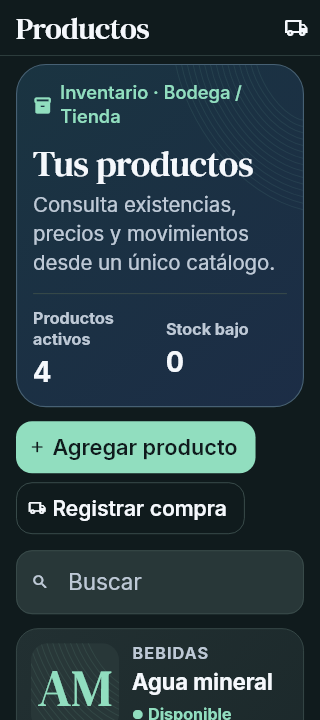 Productos
Inventario · Bodega /
Tienda
Tus productos
Consulta existencias,
precios y movimientos
desde un único catálogo.
Productos
activos
4
Stock bajo
0
+ Agregar producto
Registrar compra
Buscar
AM
BEBIDAS
Agua mineral
Disponible